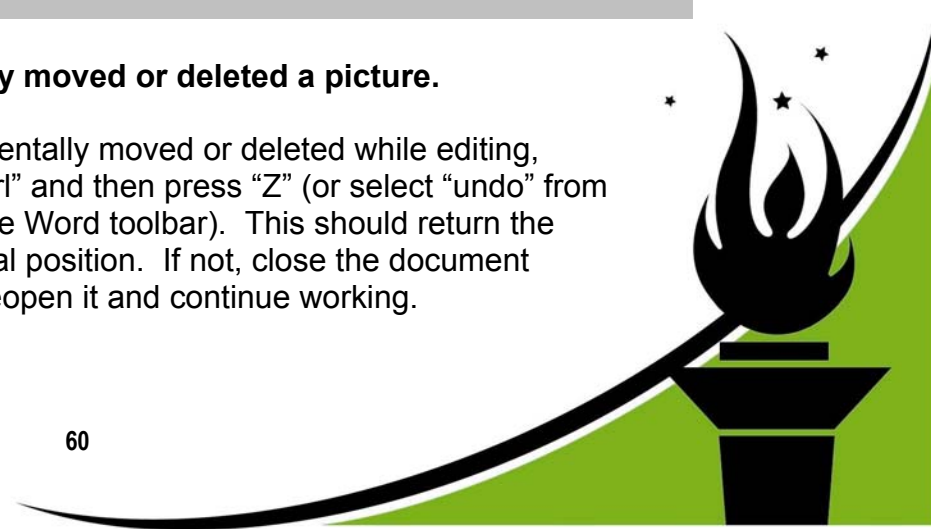 y moved or deleted a picture.
entally moved or deleted while editing,
rl” and then press “Z” (or select “undo” from
e Word toolbar).  This should return the
al position.  If not, close the document
eopen it and continue working.
60